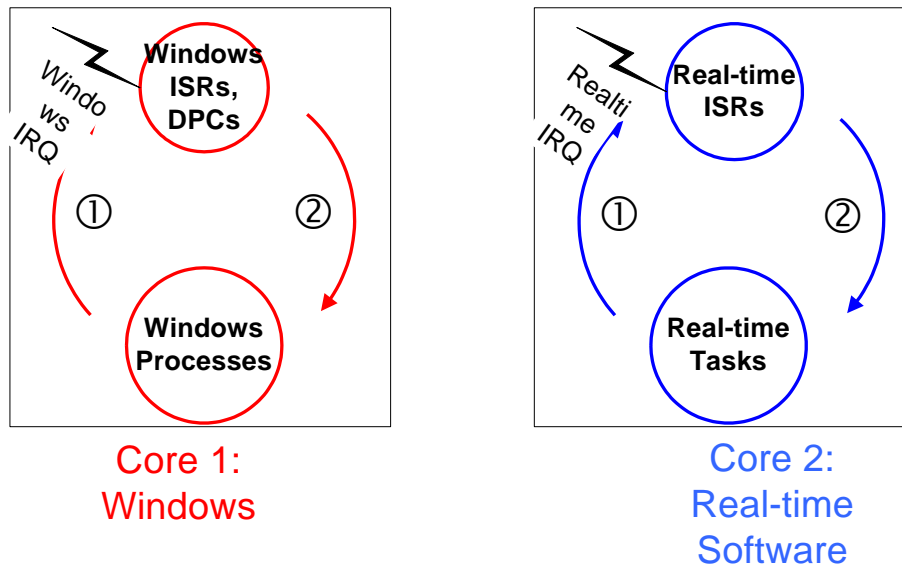 Windows
ISRs,
DPCs
Windo
ws
IRQ
①
②
Windows
Processes
Core 1:
Windows
Real-time
ISRs
Realti
me
IRQ
①
②
Real-time
Tasks
Core 2:
Real-time
Software